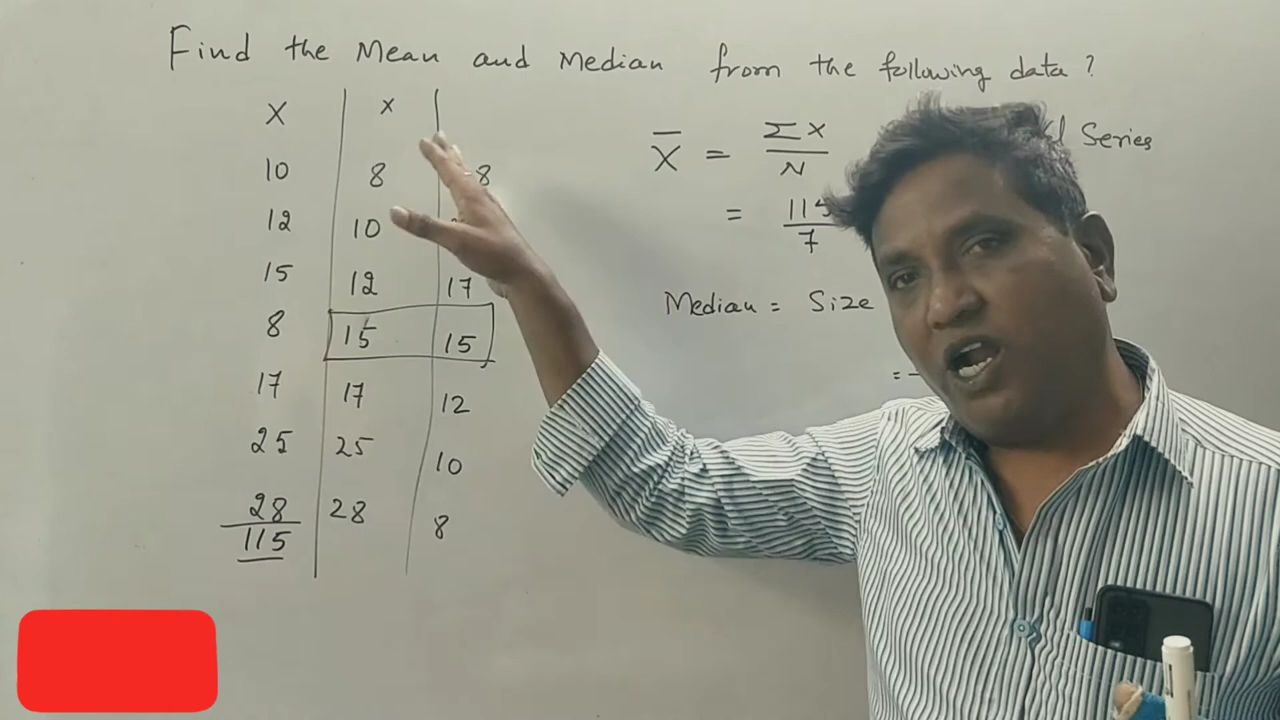 Find the Mean and Median from the following data?
X x
10 8 8
12 10
15 12 17
8 15 15
17 17 12
25 25 10
28 28 8
115
X̄ = ΣX / N
Series
= 115 / 7
Median = Size
=